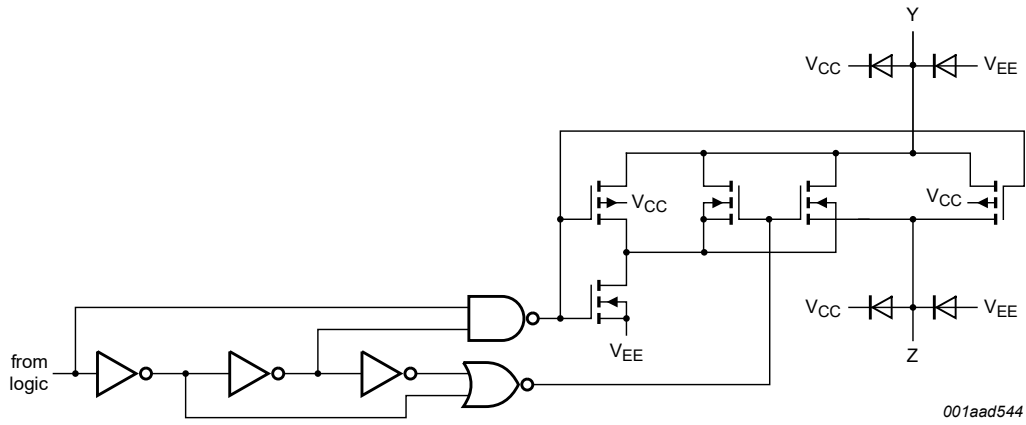 Y
VCC VEE
VCC VCC
VCC VEE
VEE
Z
from
logic
001aad544